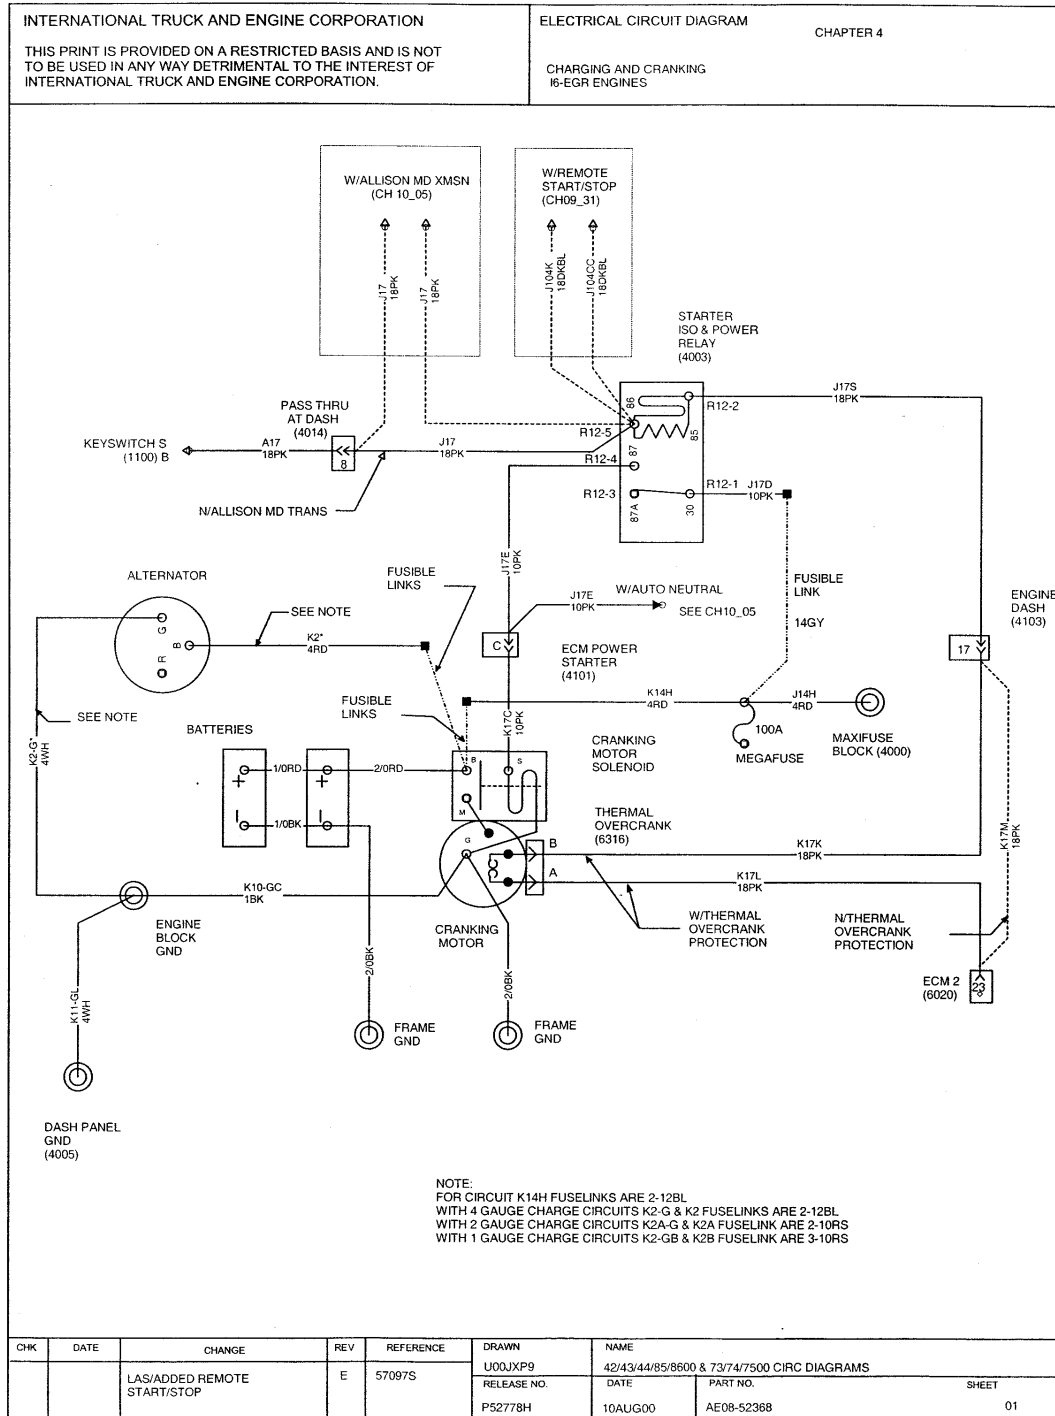 INTERNATIONAL TRUCK AND ENGINE CORPORATION
THIS PRINT IS PROVIDED ON A RESTRICTED BASIS AND IS NOT
TO BE USED IN ANY WAY DETRIMENTAL TO THE INTEREST OF
INTERNATIONAL TRUCK AND ENGINE CORPORATION.
ELECTRICAL CIRCUIT DIAGRAM
CHAPTER 4
CHARGING AND CRANKING
I6-EGR ENGINES
W/ALLISON MD XMSN
(CH 10_05)
W/REMOTE
START/STOP
(CH09_31)
J17
18PK
J17
18PK
J104K
18DKBL
J104CC
18DKBL
STARTER
ISO & POWER
RELAY
(4003)
J17S
18PK
86
R12-2
85
R12-5
PASS THRU
AT DASH
(4014)
KEYSWITCH S
(1100) B
A17
18PK
8
J17
18PK
87
R12-4
R12-3
R12-1
J17D
10PK
87A
30
N/ALLISON MD TRANS
J17E
10PK
ALTERNATOR
FUSIBLE
LINKS
W/AUTO NEUTRAL
J17E
10PK
SEE CH10_05
FUSIBLE
LINK
14GY
ENGINE
DASH
(4103)
SEE NOTE
G
B
R
K2*
4RD
C
ECM POWER
STARTER
(4101)
17
SEE NOTE
FUSIBLE
LINKS
K17C
10PK
K14H
4RD
J14H
4RD
100A
MEGAFUSE
MAXIFUSE
BLOCK (4000)
K2-G*
4WH
BATTERIES
1/0RD
2/0RD
+
+
B
S
CRANKING
MOTOR
SOLENOID
1/0BK
M
THERMAL
OVERCRANK
(6316)
G
B
A
K17K
18PK
K17M
18PK
K17L
18PK
K10-GC
1BK
ENGINE
BLOCK
GND
CRANKING
MOTOR
W/THERMAL
OVERCRANK
PROTECTION
N/THERMAL
OVERCRANK
PROTECTION
2/0BK
2/0BK
ECM 2
(6020)
23
K11-GL
4WH
FRAME
GND
FRAME
GND
DASH PANEL
GND
(4005)
NOTE:
FOR CIRCUIT K14H FUSELINKS ARE 2-12BL
WITH 4 GAUGE CHARGE CIRCUITS K2-G & K2 FUSELINKS ARE 2-12BL
WITH 2 GAUGE CHARGE CIRCUITS K2A-G & K2A FUSELINK ARE 2-10RS
WITH 1 GAUGE CHARGE CIRCUITS K2-GB & K2B FUSELINK ARE 3-10RS
CHK DATE CHANGE REV REFERENCE
LAS/ADDED REMOTE
START/STOP
E 57097S
DRAWN
U00JXP9
NAME
42/43/44/85/8600 & 73/74/7500 CIRC DIAGRAMS
RELEASE NO.
P52778H
DATE
10AUG00
PART NO.
AE08-52368
SHEET
01